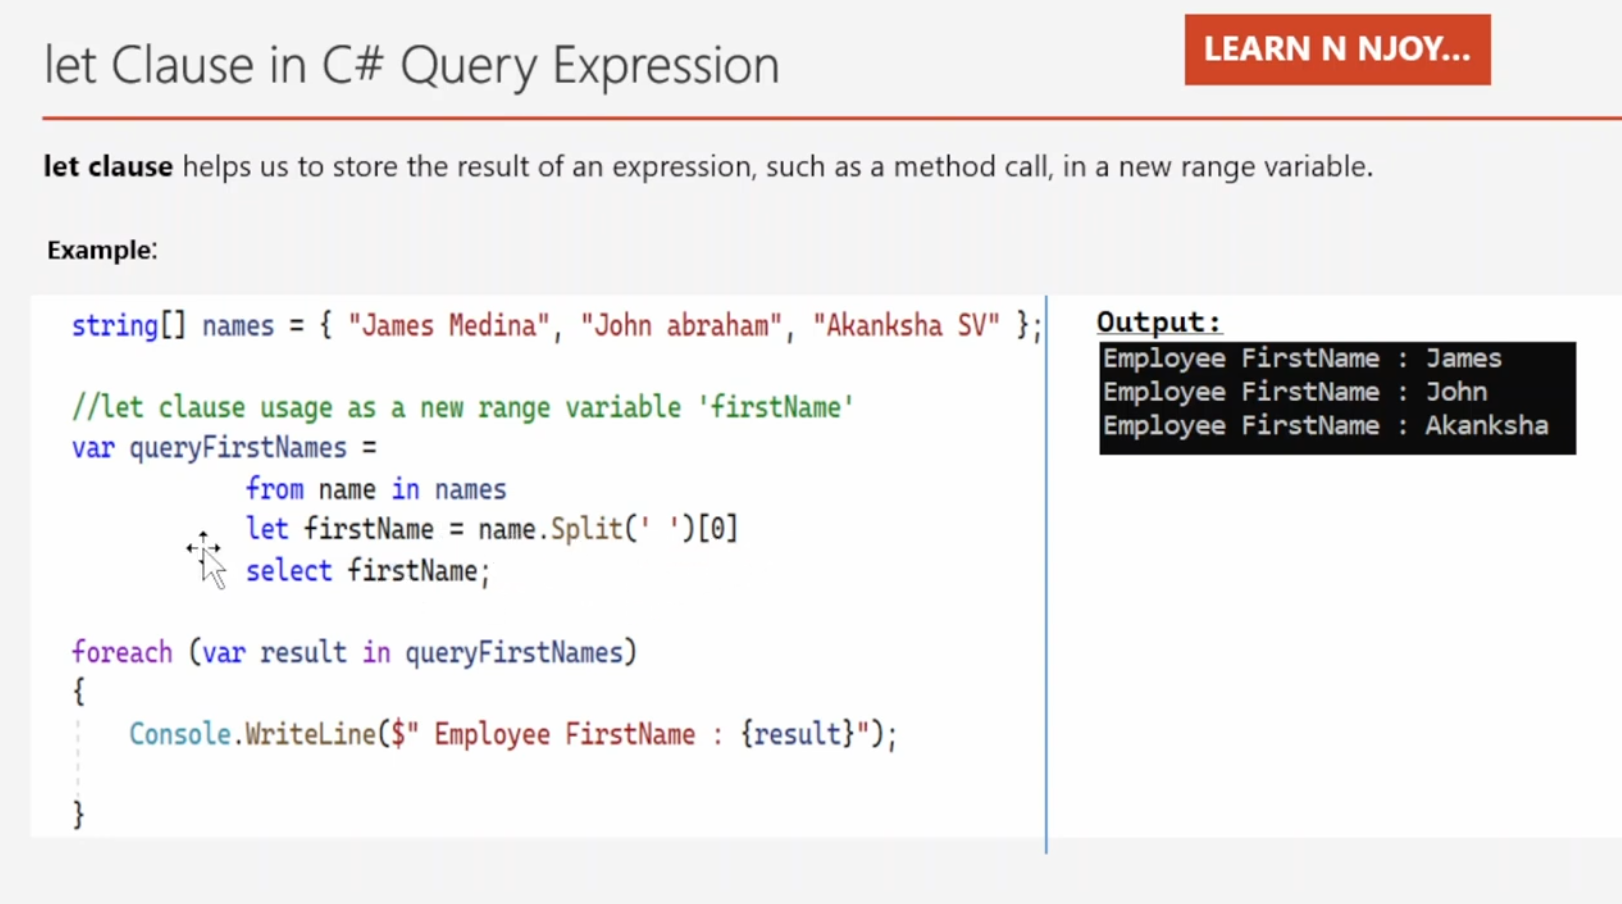 let Clause in C# Query Expression
LEARN N NJOY...
let clause helps us to store the result of an expression, such as a method call, in a new range variable.
Example:
string[] names = { "James Medina", "John abraham", "Akanksha SV" };
//let clause usage as a new range variable 'firstName'
var queryFirstNames =
from name in names
let firstName = name.Split(' ')[0]
select firstName;
foreach (var result in queryFirstNames)
{
Console.WriteLine($" Employee FirstName : {result}");
}
Output:
Employee FirstName : James
Employee FirstName : John
Employee FirstName : Akanksha